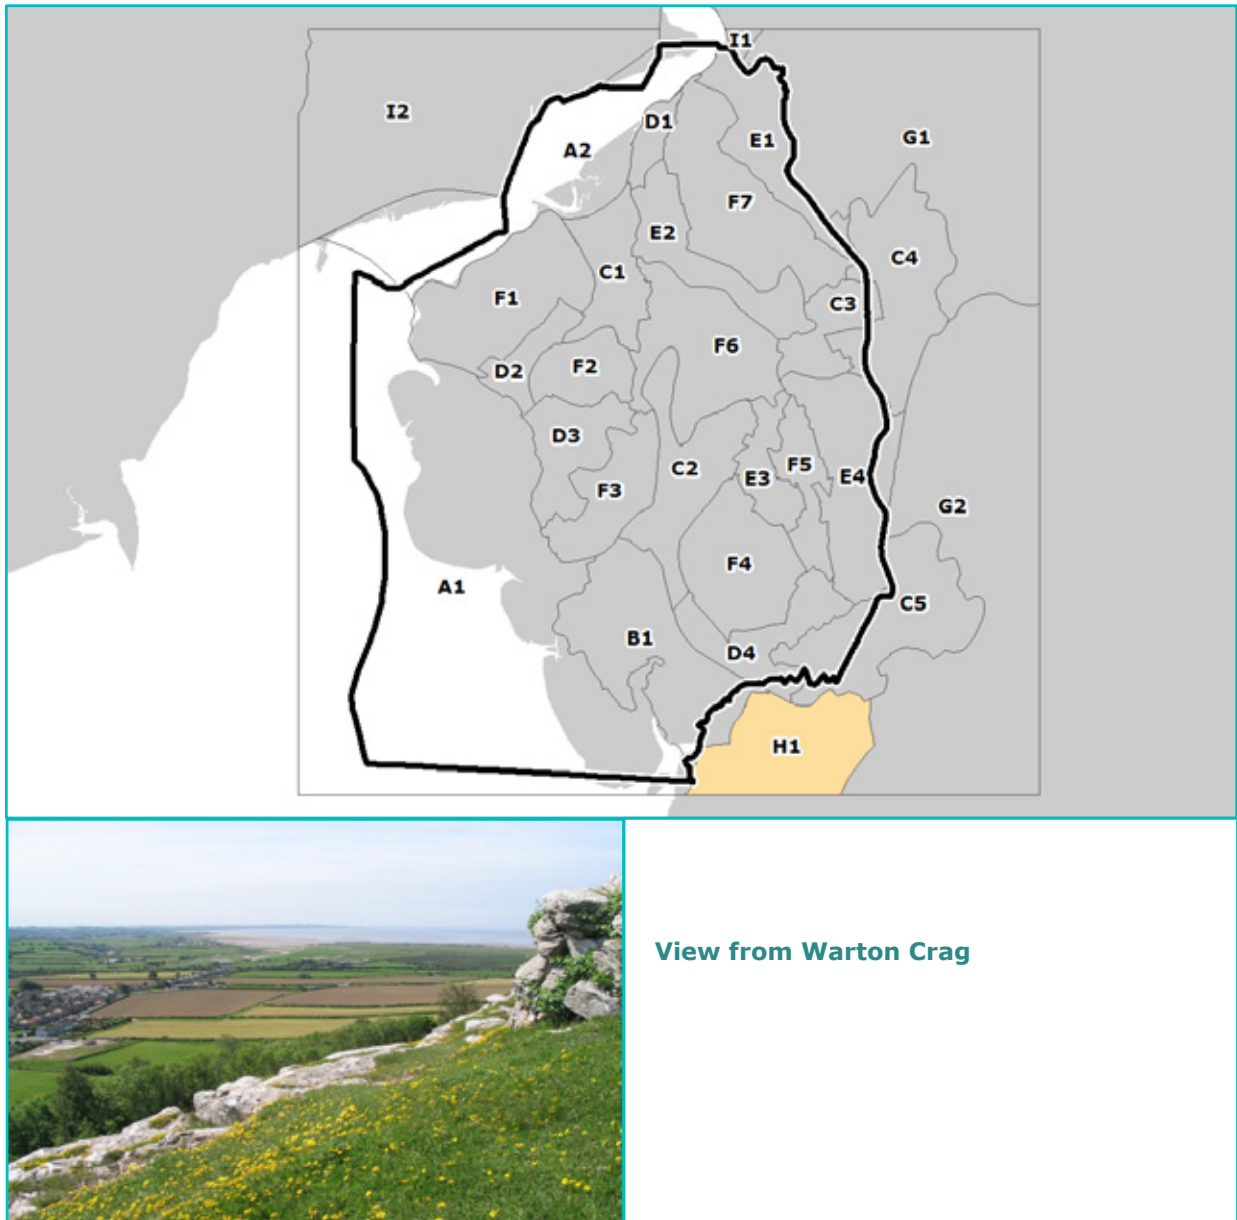 I1
I2
D1
A2
E1
G1
F7
E2
C4
C1
F1
C3
F6
F2
D2
D3
C2
F5
E3
E4
F3
G2
F4
A1
C5
B1
D4
H1
View from Warton Crag